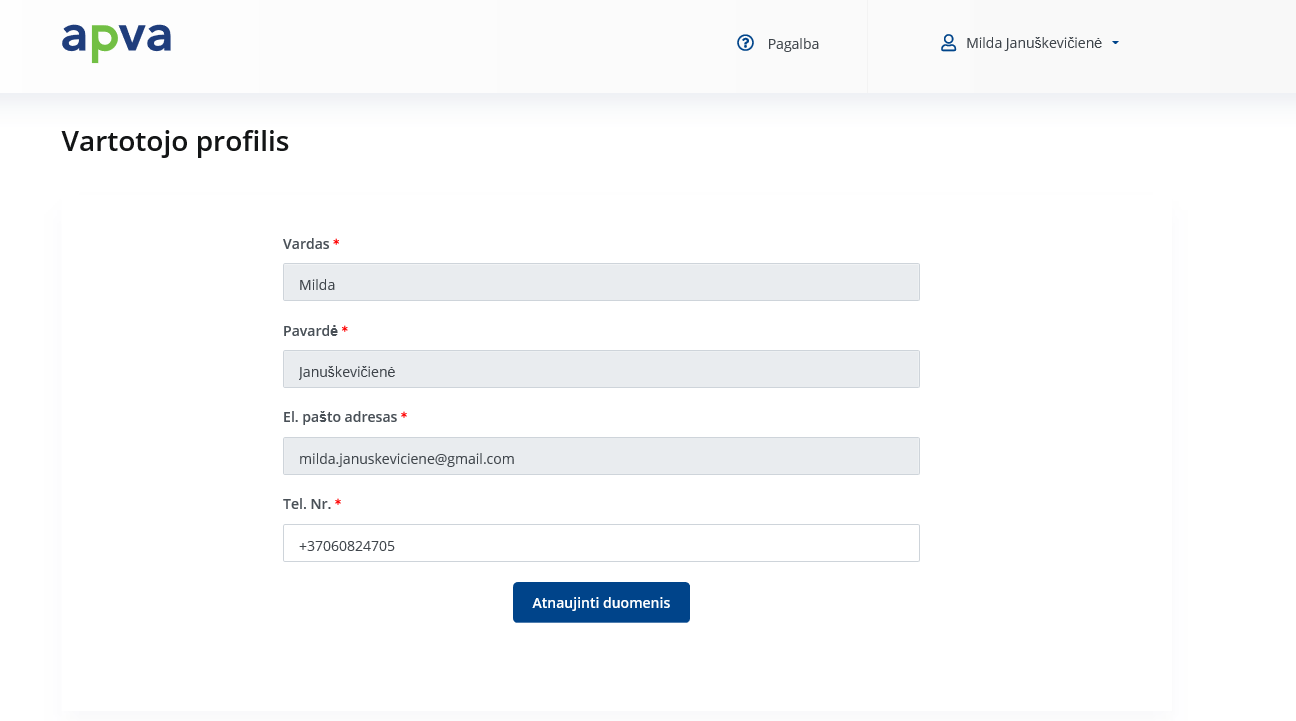 apva
Pagalba
Milda Januškevičienė
Vartotojo profilis
Vardas *
Milda
Pavardė *
Januškevičienė
El. pašto adresas *
milda.januskeviciene@gmail.com
Tel. Nr. *
+37060824705
Atnaujinti duomenis